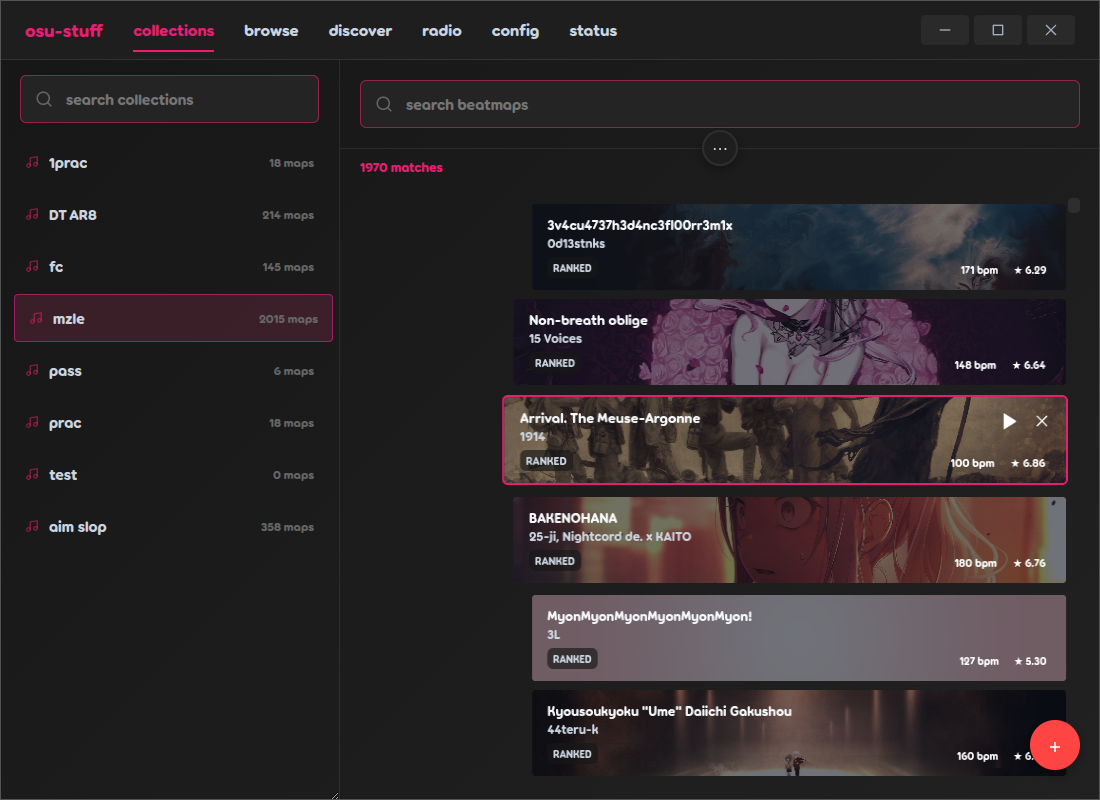 osu-stuff collections browse discover radio config status
search collections
1prac 18 maps
DT AR8 214 maps
fc 145 maps
mzle 2015 maps
pass 6 maps
prac 18 maps
test 0 maps
aim slop 358 maps
search beatmaps
...
1970 matches
3v4cu4737h3d4nc3fl00rr3m1x
0d13stnks
RANKED
171 bpm ★ 6.29
Non-breath oblige
15 Voices
RANKED
148 bpm ★ 6.64
Arrival. The Meuse-Argonne
1914
RANKED
100 bpm ★ 6.86
BAKENOHANA
25-ji, Nightcord de. x KAITO
RANKED
180 bpm ★ 6.76
MyonMyonMyonMyonMyonMyon!
3L
RANKED
127 bpm ★ 5.30
Kyousoukyoku "Ume" Daiichi Gakushou
44teru-k
RANKED
160 bpm ★
+